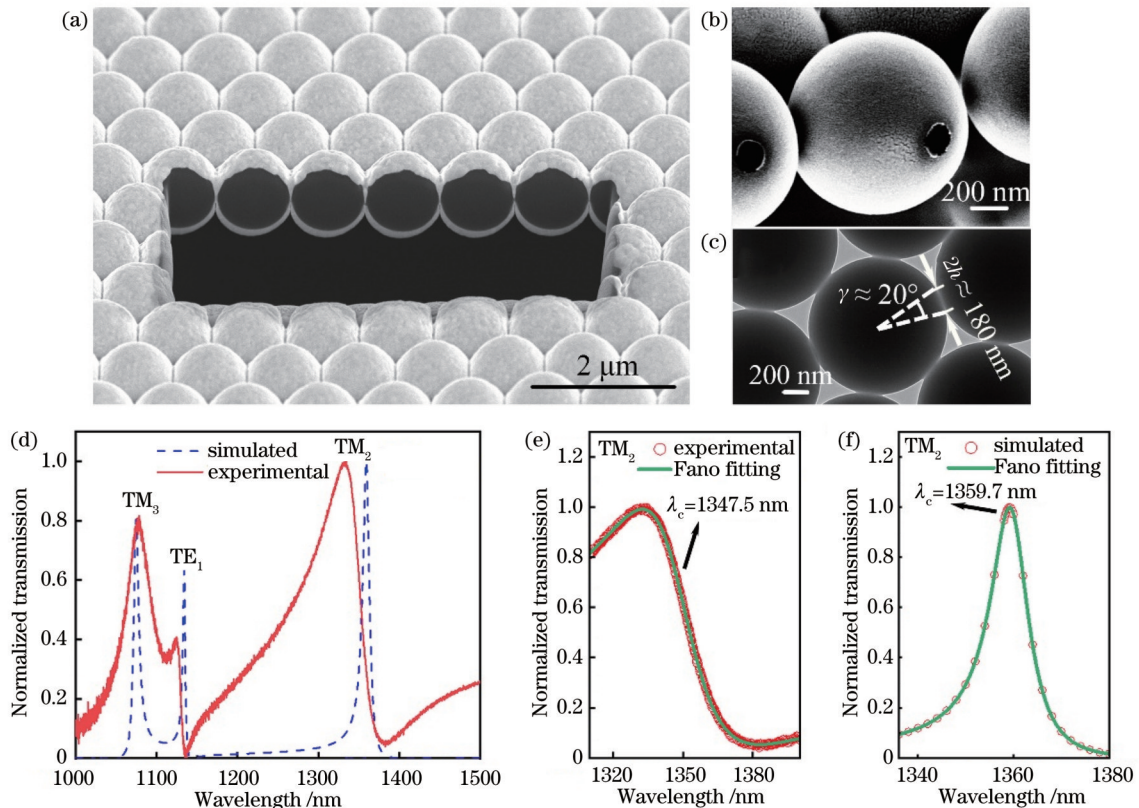 (a)
2 μm
(b)
200 nm
(c)
γ ≈ 20°
2h ≈ 180 nm
200 nm
(d)
simulated
experimental
TM₃
TE₁
TM₂
Normalized transmission
1.0
0.8
0.6
0.4
0.2
0
1000
1100
1200
1300
1400
1500
Wavelength /nm
(e)
TM₂
experimental
Fano fitting
λc=1347.5 nm
Normalized transmission
1.2
1.0
0.8
0.6
0.4
0.2
0
1320
1350
1380
Wavelength /nm
(f)
TM₂
simulated
Fano fitting
λc=1359.7 nm
Normalized transmission
1.2
1.0
0.8
0.6
0.4
0.2
0
1340
1360
1380
Wavelength /nm